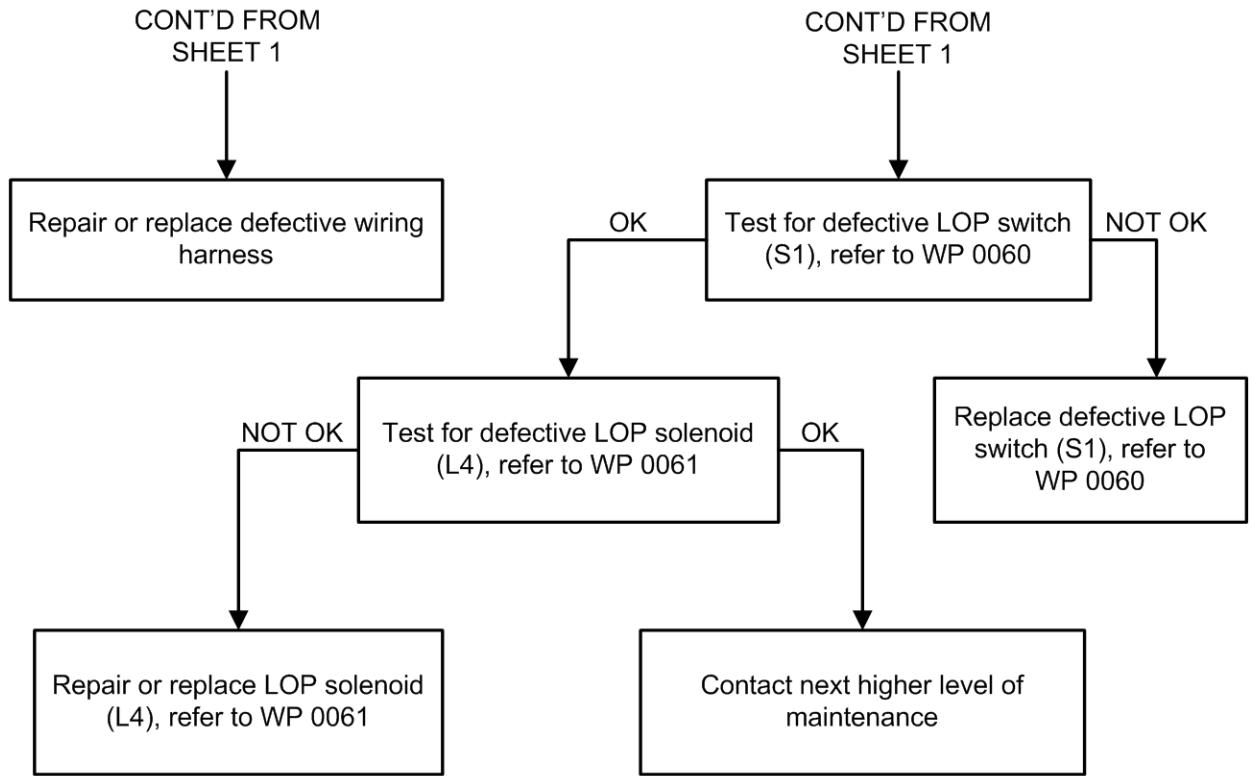 CONT'D FROM
SHEET 1
CONT'D FROM
SHEET 1
Repair or replace defective wiring
harness
OK
Test for defective LOP switch
(S1), refer to WP 0060
NOT OK
NOT OK
Test for defective LOP solenoid
(L4), refer to WP 0061
OK
Replace defective LOP
switch (S1), refer to
WP 0060
Repair or replace LOP solenoid
(L4), refer to WP 0061
Contact next higher level of
maintenance